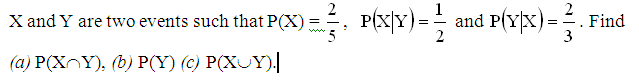 X and Y are two events such that P(X) = 2/5, P(X|Y) = 1/2 and P(Y|X) = 2/3. Find
(a) P(X∩Y), (b) P(Y) (c) P(X∪Y).